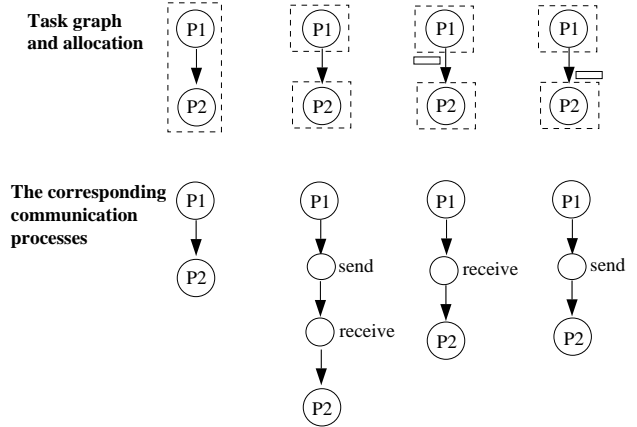 Task graph
and allocation
P1 P1 P1 P1
P2 P2 P2 P2
The corresponding
communication
processes
P1 P1 P1 P1
P2 send receive send
receive P2 P2
P2